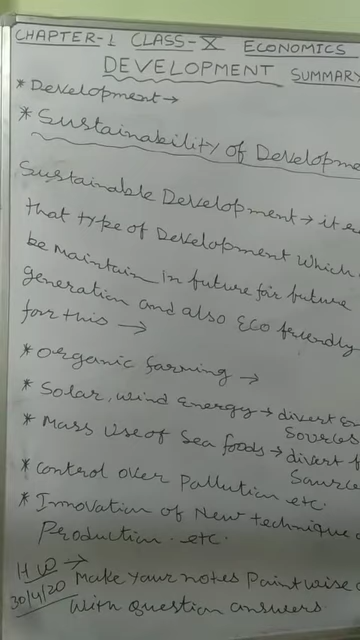 CHAPTER-1 CLASS-X ECONOMICS
DEVELOPMENT SUMMARY
* Development →
* Sustainability of Developme
Sustainable Development → it
that type of Development Which
be maintain in future for future
generation and also Eco friendly
for this →
* Organic farming →
* Solar, wind energy → divert
Sources
* Mass use of Sea foods → divert
Source
* Control over Pollution etc.
* Innovation of New technique
Production. etc.
H W →
30/4/20 Make Your notes Pointwise
With question answers